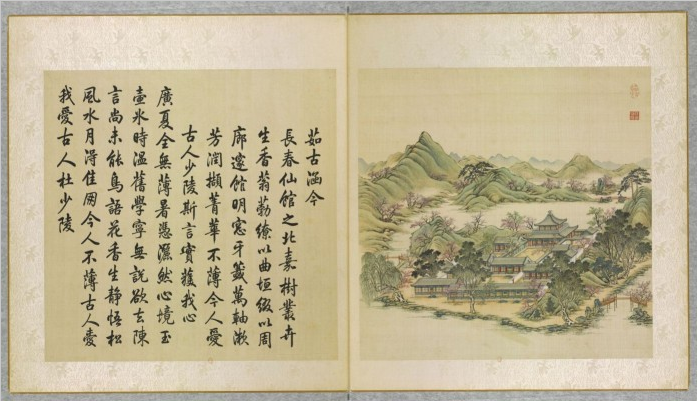 茹古涵今
長春仙館之北嘉樹叢卉
生香蓊葧繚以曲垣綴以周
廊邃館明窓牙籤萬軸漱
芳潤擷菁華不薄今人愛
古人少陵斯言實獲我心
廣夏全無薄暑憑灑然心境玉
壺冰時溫舊學寧無說欲去陳
言尚未能鳥語花香生靜悟松
風水月得佳朋今人不薄古人愛
我愛古人杜少陵